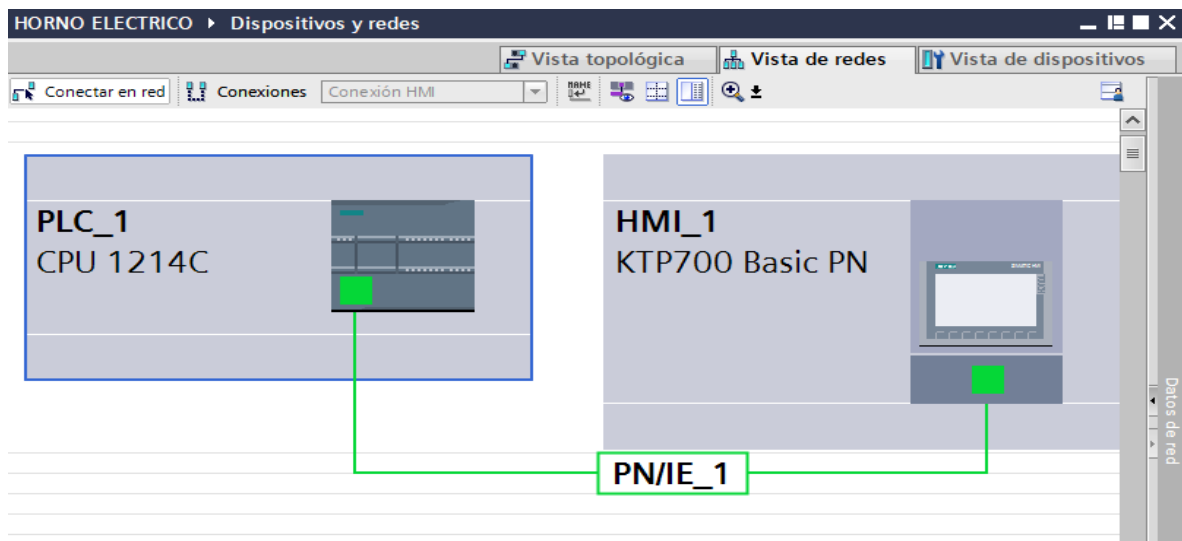 HORNO ELECTRICO ▸ Dispositivos y redes
Vista topológica Vista de redes Vista de dispositivos
Conectar en red Conexiones Conexión HMI
PLC_1
CPU 1214C
HMI_1
KTP700 Basic PN
PN/IE_1
Datos de red